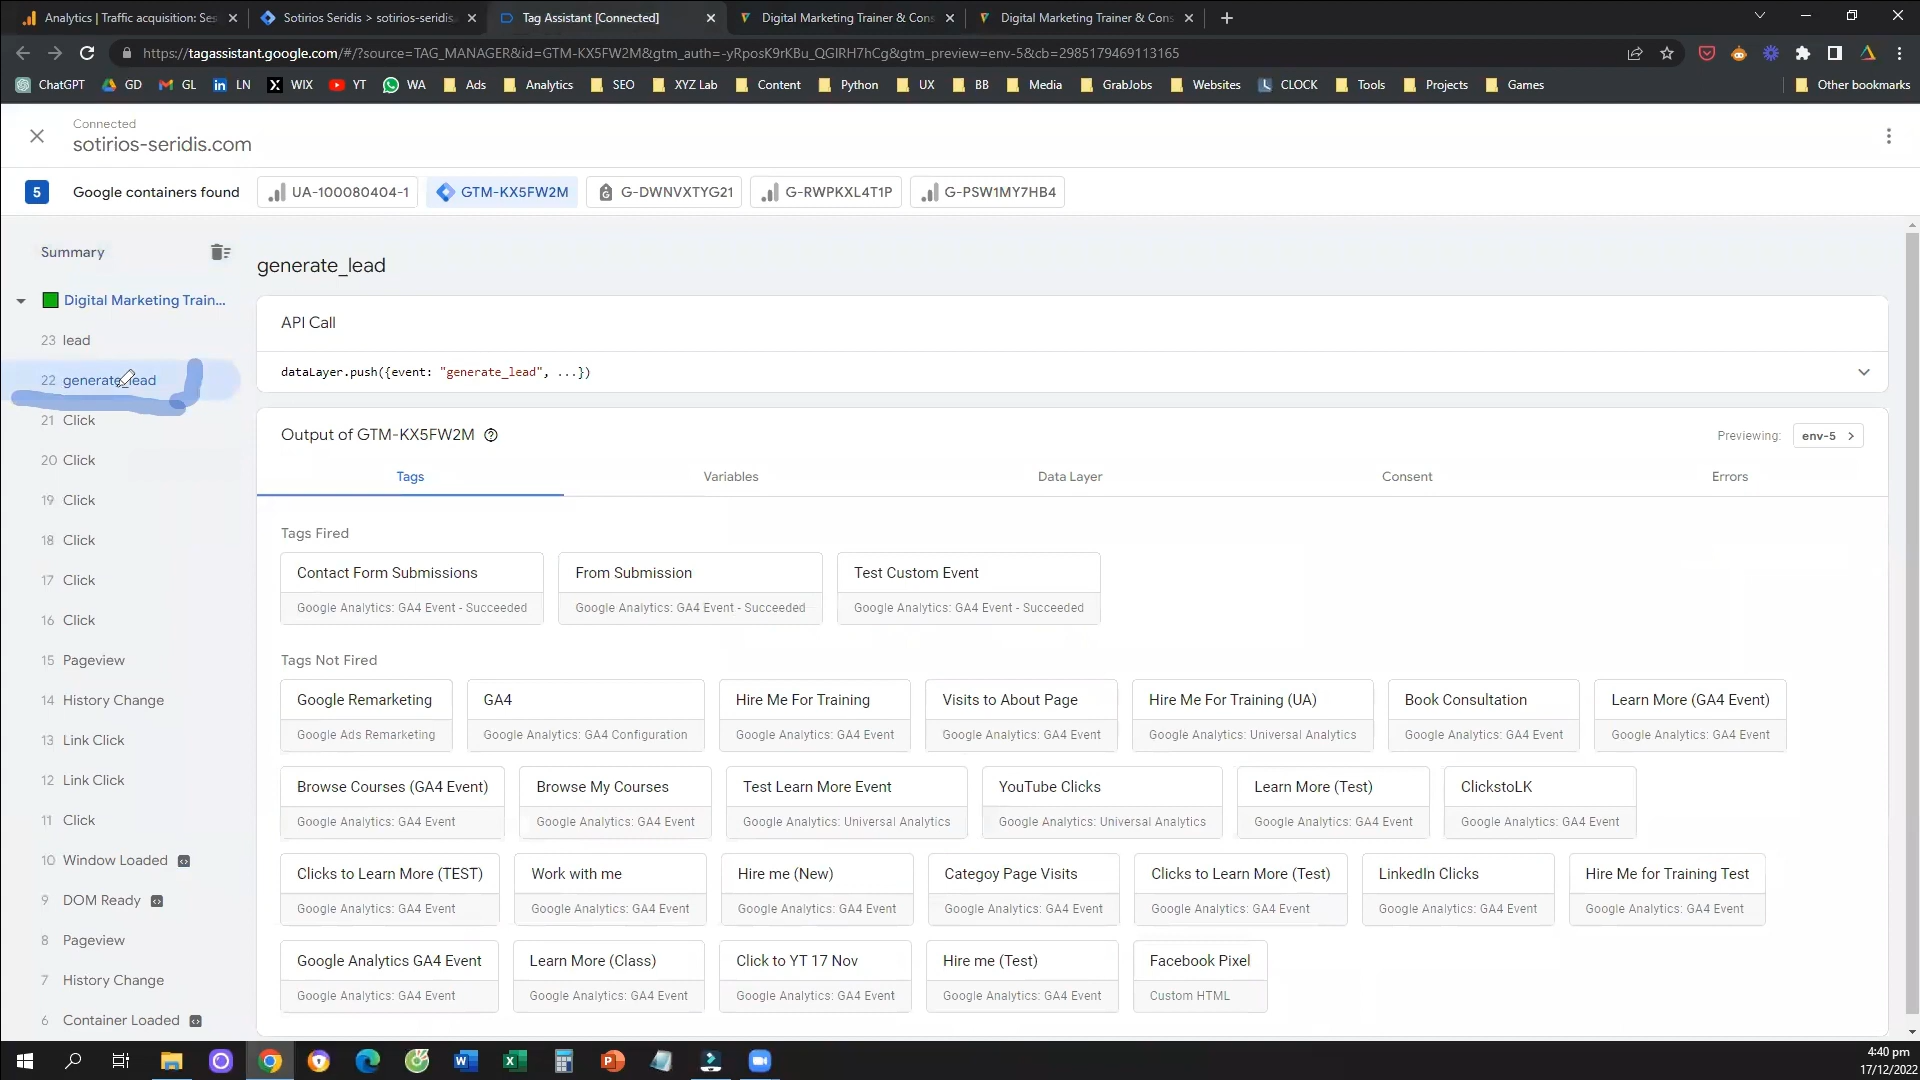 Analytics | Traffic acquisition: Ses
Sotirios Seridis > sotirios-seridis.
Tag Assistant [Connected]
Digital Marketing Trainer & Cons
Digital Marketing Trainer & Cons
https://tagassistant.google.com/#/?source=TAG_MANAGER&id=GTM-KX5FW2M&gtm_auth=-yRposK9rKBu_QGlRH7hCg&gtm_preview=env-5&cb=2985179469113165
ChatGPT GD GL LN WIX YT WA Ads Analytics SEO XYZ Lab Content Python UX BB Media GrabJobs Websites CLOCK Tools Projects Games Other bookmarks
Connected
sotirios-seridis.com
5 Google containers found UA-100080404-1 GTM-KX5FW2M G-DWNVXTYG21 G-RWPKXL4T1P G-PSW1MY7HB4
Summary
Digital Marketing Train...
23 lead
22 generate_lead
21 Click
20 Click
19 Click
18 Click
17 Click
16 Click
15 Pageview
14 History Change
13 Link Click
12 Link Click
11 Click
10 Window Loaded
9 DOM Ready
8 Pageview
7 History Change
6 Container Loaded
generate_lead
API Call
dataLayer.push({event: "generate_lead", ...})
Output of GTM-KX5FW2M
Previewing: env-5
Tags Variables Data Layer Consent Errors
Tags Fired
Contact Form Submissions From Submission Test Custom Event
Google Analytics: GA4 Event - Succeeded Google Analytics: GA4 Event - Succeeded Google Analytics: GA4 Event - Succeeded
Tags Not Fired
Google Remarketing GA4 Hire Me For Training Visits to About Page Hire Me For Training (UA) Book Consultation Learn More (GA4 Event)
Google Ads Remarketing Google Analytics: GA4 Configuration Google Analytics: GA4 Event Google Analytics: GA4 Event Google Analytics: Universal Analytics Google Analytics: GA4 Event Google Analytics: GA4 Event
Browse Courses (GA4 Event) Browse My Courses Test Learn More Event YouTube Clicks Learn More (Test) ClickstoLK
Google Analytics: GA4 Event Google Analytics: GA4 Event Google Analytics: Universal Analytics Google Analytics: Universal Analytics Google Analytics: GA4 Event Google Analytics: GA4 Event
Clicks to Learn More (TEST) Work with me Hire me (New) Categoy Page Visits Clicks to Learn More (Test) LinkedIn Clicks Hire Me for Training Test
Google Analytics: GA4 Event Google Analytics: GA4 Event Google Analytics: GA4 Event Google Analytics: GA4 Event Google Analytics: GA4 Event Google Analytics: GA4 Event Google Analytics: GA4 Event
Google Analytics GA4 Event Learn More (Class) Click to YT 17 Nov Hire me (Test) Facebook Pixel
Google Analytics: GA4 Event Google Analytics: GA4 Event Google Analytics: GA4 Event Google Analytics: GA4 Event Custom HTML
4:40 pm
17/12/2022